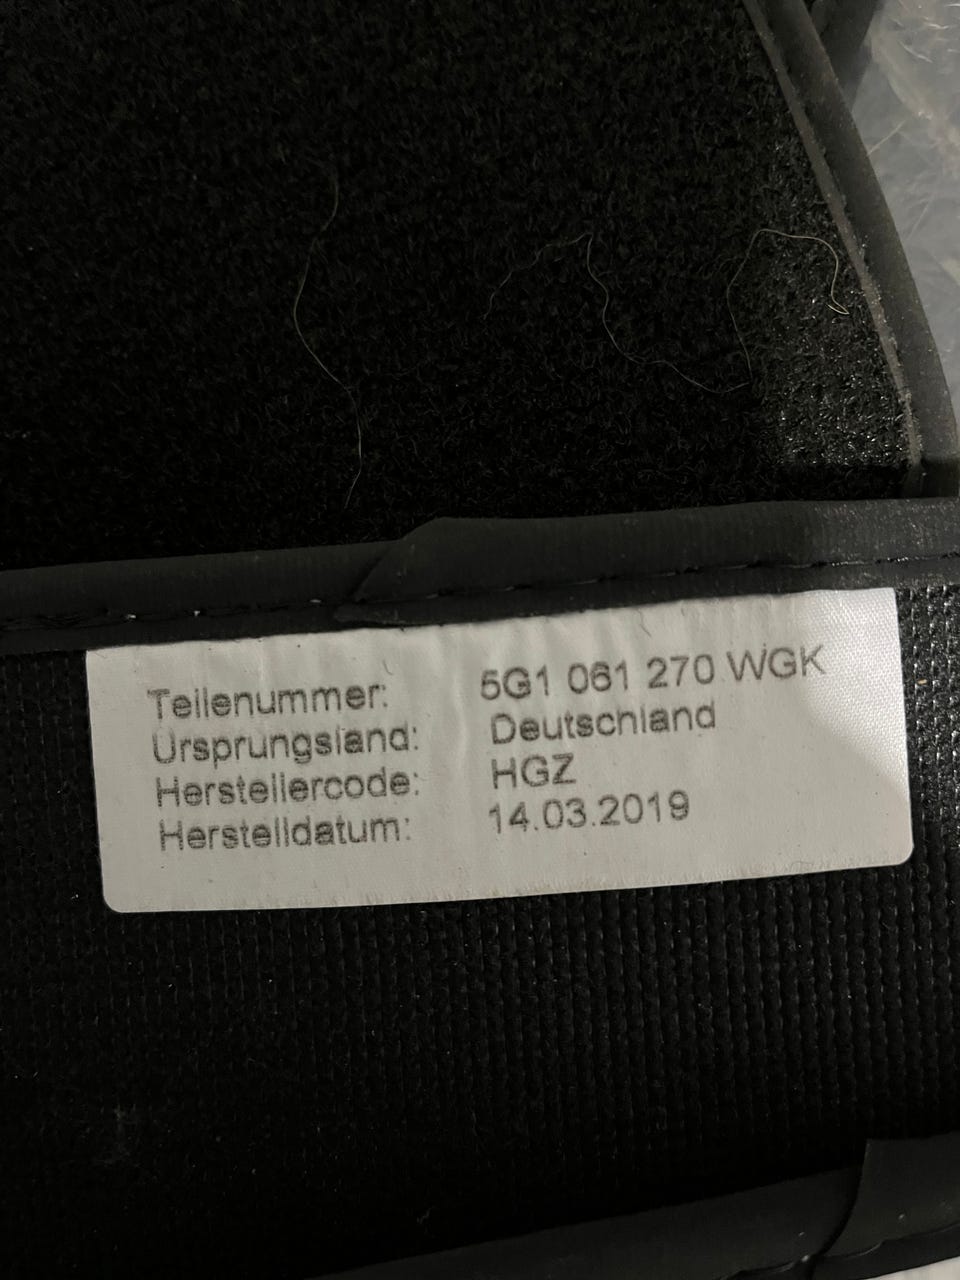 Teilenummer: 5G1 061 270 WGK
Ursprungsland: Deutschland
Herstellercode: HGZ
Herstelldatum: 14.03.2019